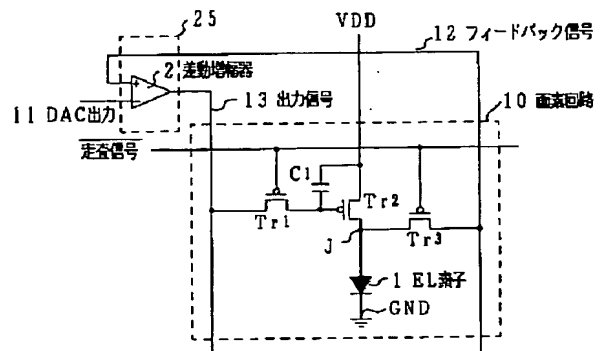 25
VDD
12 フィードバック信号
2 差動増幅器
+
-
11 DAC出力
13 出力信号
10 画素回路
走査信号
C1
Tr1
Tr2
Tr3
J
1 EL素子
GND